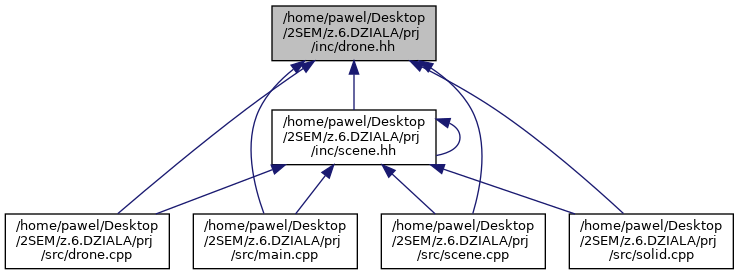 /home/pawel/Desktop
/2SEM/z.6.DZIALA/prj
/inc/drone.hh
/home/pawel/Desktop
/2SEM/z.6.DZIALA/prj
/inc/scene.hh
/home/pawel/Desktop
/2SEM/z.6.DZIALA/prj
/src/drone.cpp
/home/pawel/Desktop
/2SEM/z.6.DZIALA/prj
/src/main.cpp
/home/pawel/Desktop
/2SEM/z.6.DZIALA/prj
/src/scene.cpp
/home/pawel/Desktop
/2SEM/z.6.DZIALA/prj
/src/solid.cpp